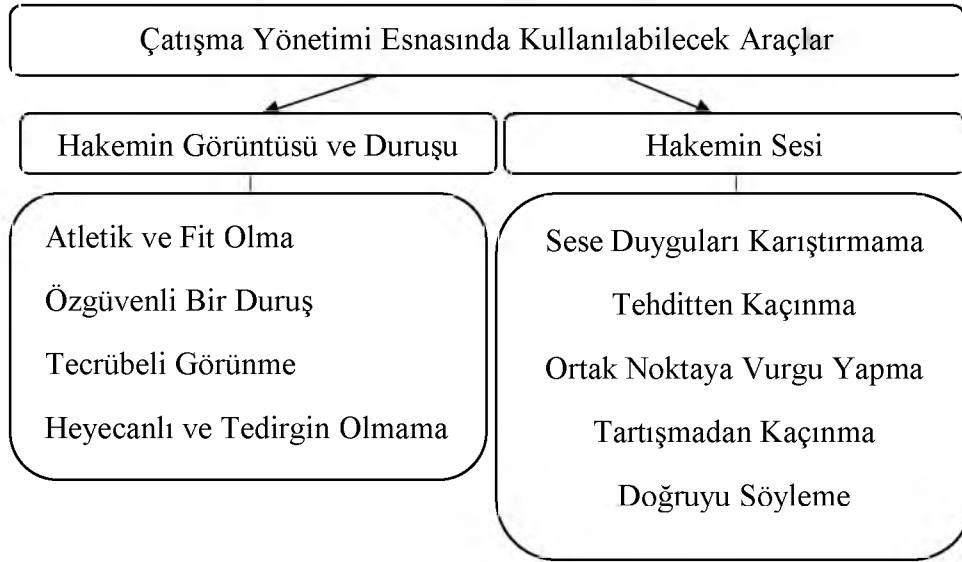 Çatışma Yönetimi Esnasında Kullanılabilecek Araçlar
Hakemin Görüntüsü ve Duruşu
Atletik ve Fit Olma
Özgüvenli Bir Duruş
Tecrübeli Görünme
Heyecanlı ve Tedirgin Olmama
Hakemin Sesi
Sese Duyguları Karıştırmama
Tehditten Kaçınma
Ortak Noktaya Vurgu Yapma
Tartışmadan Kaçınma
Doğruyu Söyleme